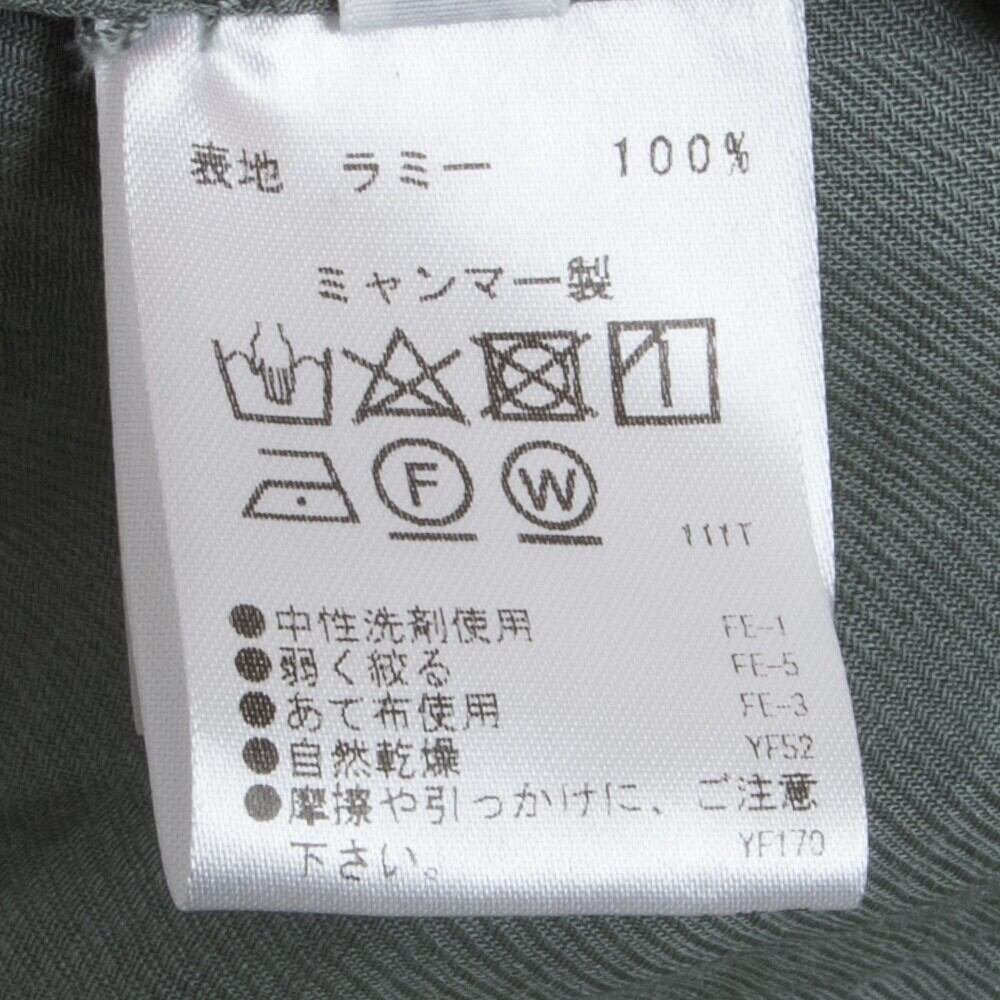 表地 ラミー 100%
ミャンマー製
F W
1111
●中性洗剤使用 FE-1
●弱く絞る FE-5
●あて布使用 FE-3
●自然乾燥 YF52
●摩擦や引っかけに、ご注意
下さい。 YF170